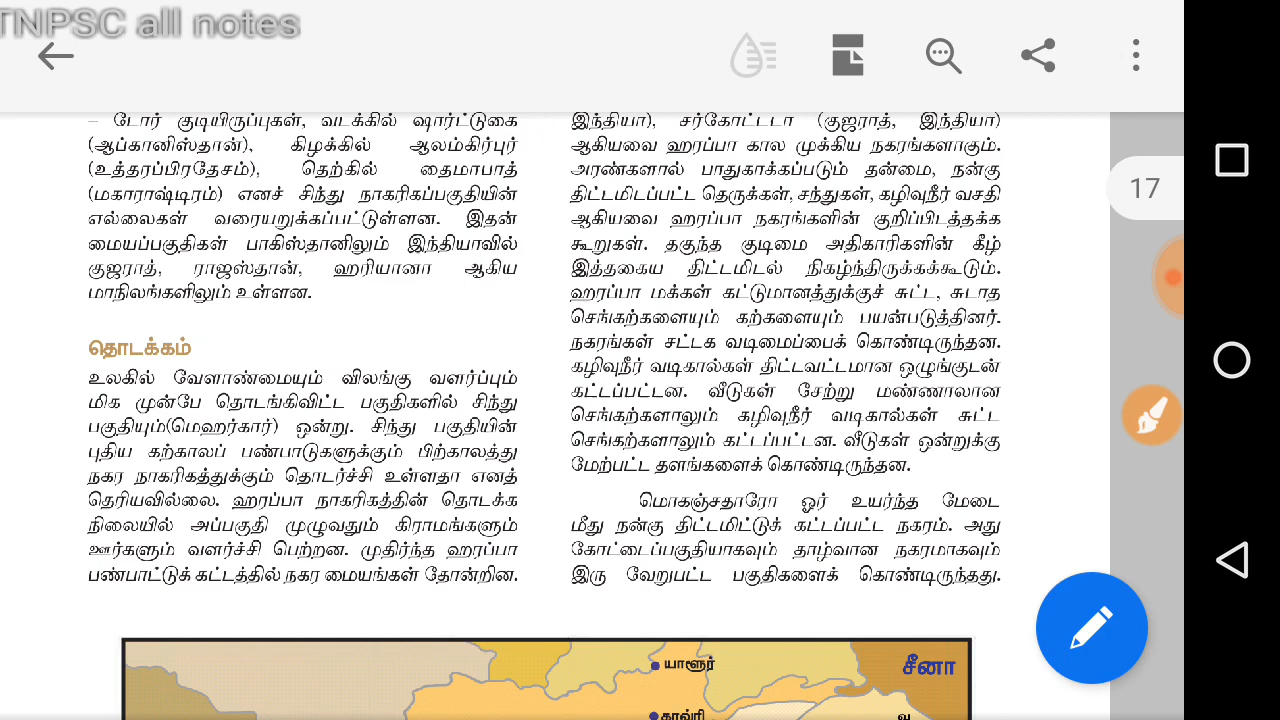 TNPSC all notes
17
– டோர் குடியிருப்புகள், வடக்கில் ஷார்ட்டுகை
(ஆப்கானிஸ்தான்), கிழக்கில் ஆலம்கிர்புர்
(உத்தரப்பிரதேசம்), தெற்கில் தைமாபாத்
(மகாராஷ்டிரம்) எனச் சிந்து நாகரிகப்பகுதியின்
எல்லைகள் வரையறுக்கப்பட்டுள்ளன. இதன்
மையப்பகுதிகள் பாகிஸ்தானிலும் இந்தியாவில்
குஜராத், ராஜஸ்தான், ஹரியானா ஆகிய
மாநிலங்களிலும் உள்ளன.
தொடக்கம்
உலகில் வேளாண்மையும் விலங்கு வளர்ப்பும்
மிக முன்பே தொடங்கிவிட்ட பகுதிகளில் சிந்து
பகுதியும்(மெஹர்கார்) ஒன்று. சிந்து பகுதியின்
புதிய கற்காலப் பண்பாடுகளுக்கும் பிற்காலத்து
நகர நாகரிகத்துக்கும் தொடர்ச்சி உள்ளதா எனத்
தெரியவில்லை. ஹரப்பா நாகரிகத்தின் தொடக்க
நிலையில் அப்பகுதி முழுவதும் கிராமங்களும்
ஊர்களும் வளர்ச்சி பெற்றன. முதிர்ந்த ஹரப்பா
பண்பாட்டுக் கட்டத்தில் நகர மையங்கள் தோன்றின.
இந்தியா), சர்கோட்டடா (குஜராத், இந்தியா)
ஆகியவை ஹரப்பா கால முக்கிய நகரங்களாகும்.
அரண்களால் பாதுகாக்கப்படும் தன்மை, நன்கு
திட்டமிடப்பட்ட தெருக்கள், சந்துகள், கழிவுநீர் வசதி
ஆகியவை ஹரப்பா நகரங்களின் குறிப்பிடத்தக்க
கூறுகள். தகுந்த குடிமை அதிகாரிகளின் கீழ்
இத்தகைய திட்டமிடல் நிகழ்ந்திருக்கக்கூடும்.
ஹரப்பா மக்கள் கட்டுமானத்துக்குச் சுட்ட, சுடாத
செங்கற்களையும் கற்களையும் பயன்படுத்தினர்.
நகரங்கள் சட்டக வடிமைப்பைக் கொண்டிருந்தன.
கழிவுநீர் வடிகால்கள் திட்டவட்டமான ஒழுங்குடன்
கட்டப்பட்டன. வீடுகள் சேற்று மண்ணாலான
செங்கற்களாலும் கழிவுநீர் வடிகால்கள் சுட்ட
செங்கற்களாலும் கட்டப்பட்டன. வீடுகள் ஒன்றுக்கு
மேற்பட்ட தளங்களைக் கொண்டிருந்தன.
மொகஞ்சதாரோ ஓர் உயர்ந்த மேடை
மீது நன்கு திட்டமிட்டுக் கட்டப்பட்ட நகரம். அது
கோட்டைப்பகுதியாகவும் தாழ்வான நகரமாகவும்
இரு வேறுபட்ட பகுதிகளைக் கொண்டிருந்தது.
யாளூர்
சீனா
காவ்ரி